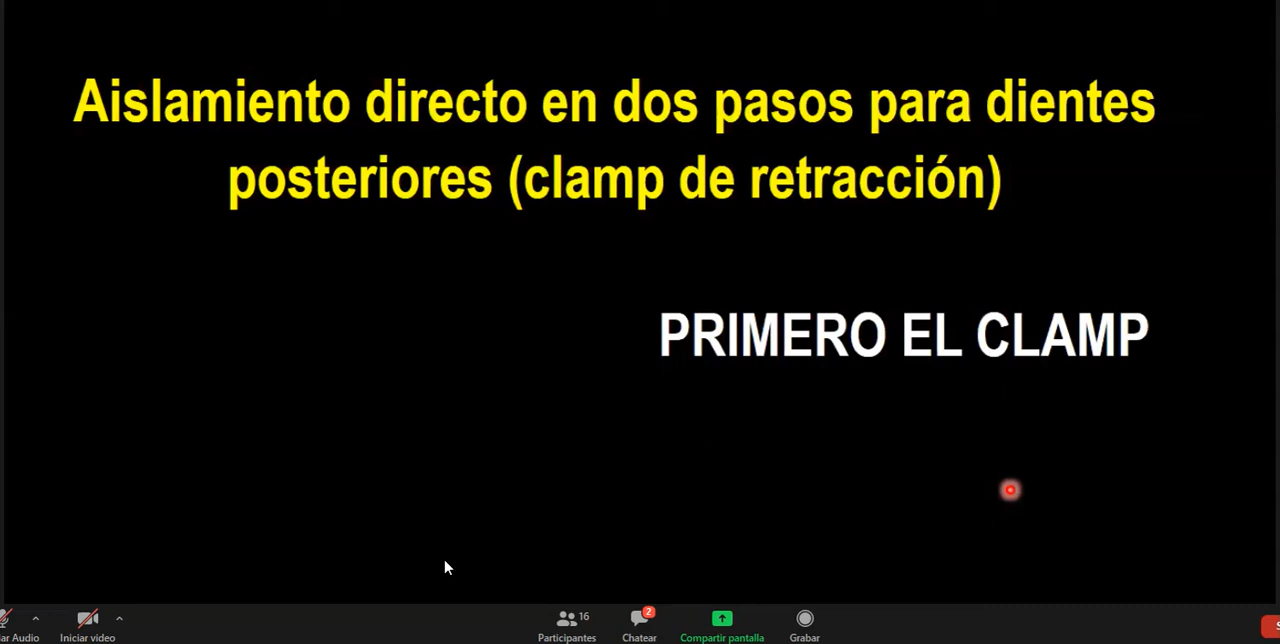 Aislamiento directo en dos pasos para dientes
posteriores (clamp de retracción)
PRIMERO EL CLAMP
16
2
Audio
Iniciar video
Participantes
Chatear
Compartir pantalla
Grabar